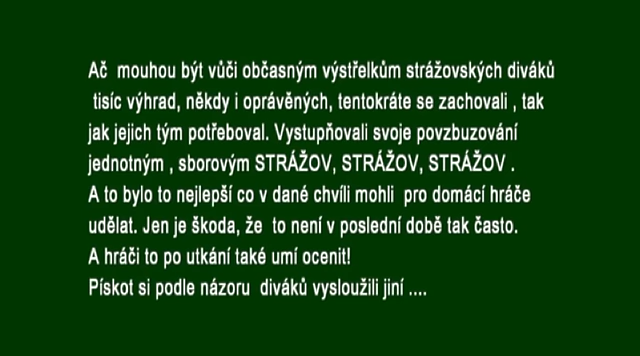 Ač mouhou být vůči občasným výstřelkům strážovských diváků
tisíc výhrad, někdy i oprávěných, tentokráte se zachovali , tak
jak jejich tým potřeboval. Vystupňovali svoje povzbuzování
jednotným , sborovým STRÁŽOV, STRÁŽOV, STRÁŽOV .
A to bylo to nejlepší co v dané chvíli mohli pro domácí hráče
udělat. Jen je škoda, že to není v poslední době tak často.
A hráči to po utkání také umí ocenit!
Pískot si podle názoru diváků vysloužili jiní ....